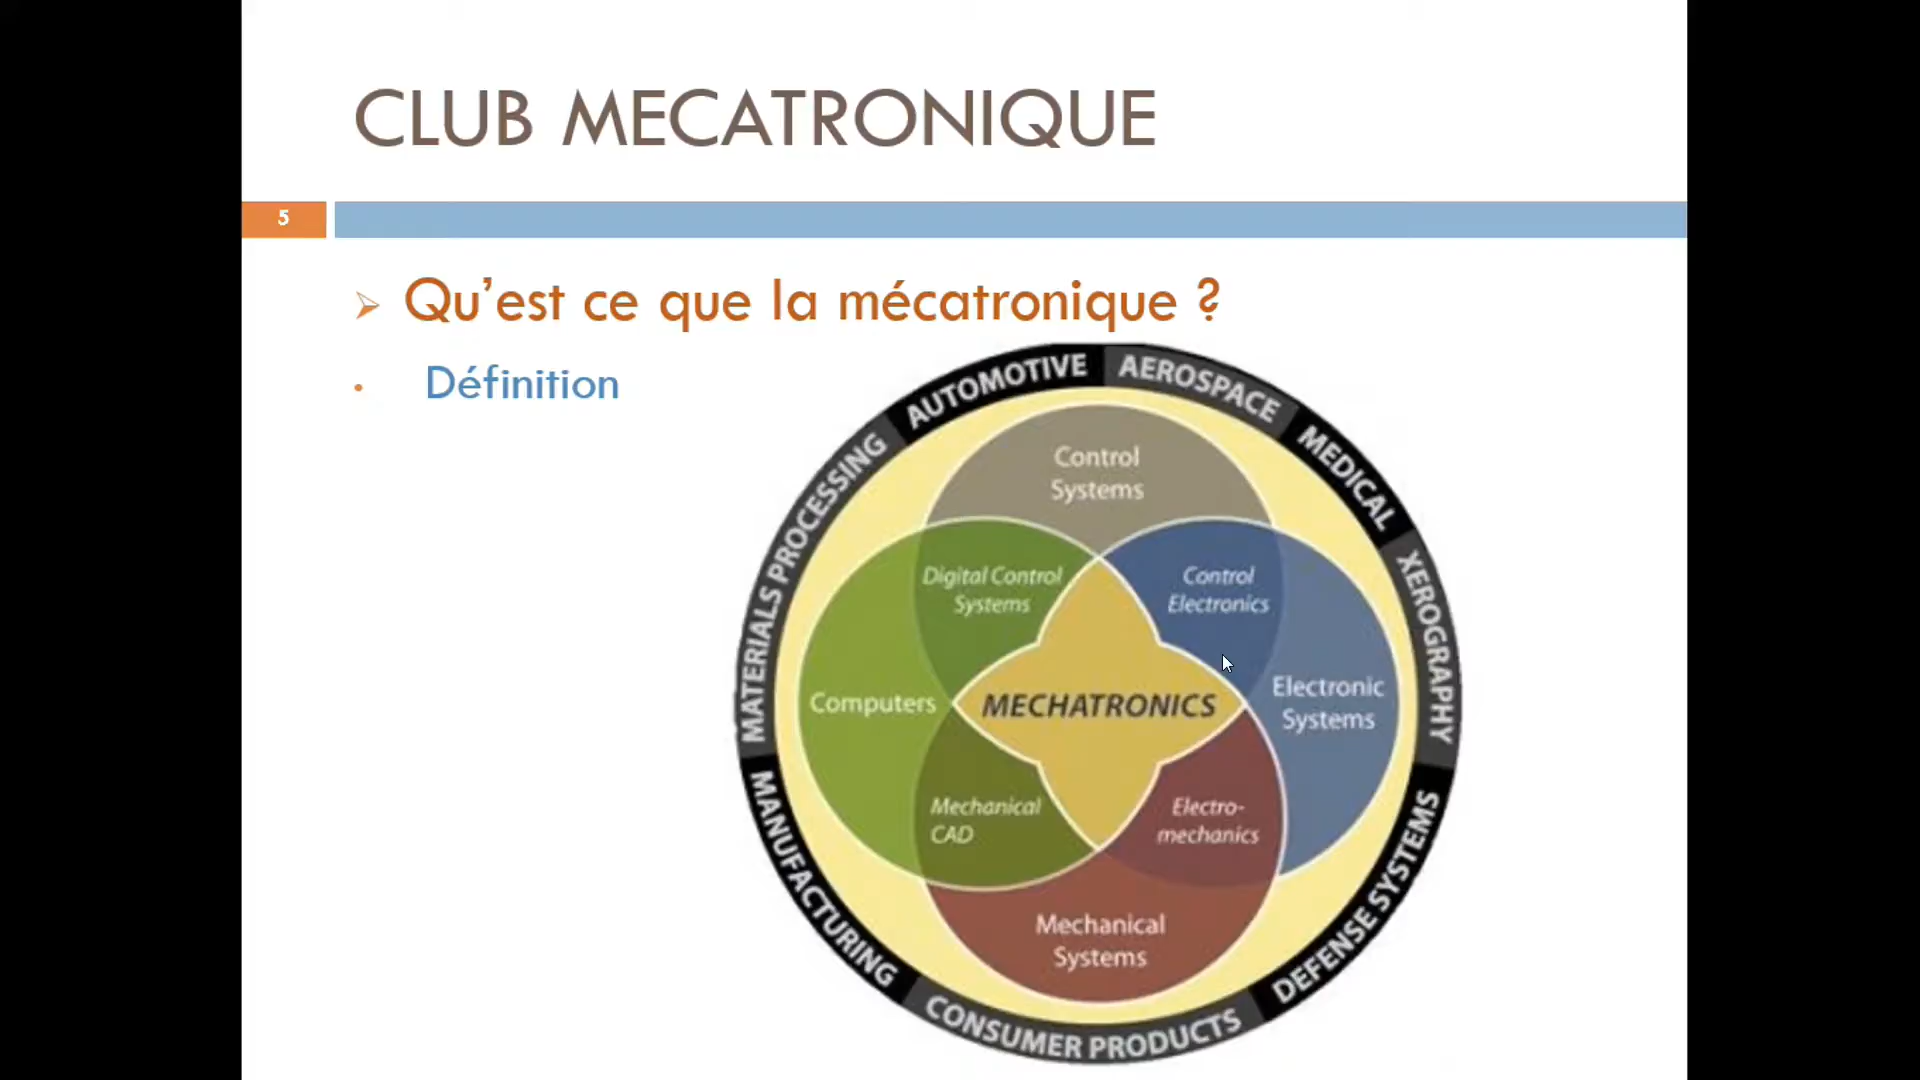 CLUB MECATRONIQUE
5
Qu’est ce que la mécatronique ?
Définition
AUTOMOTIVE
AEROSPACE
MEDICAL
XEROGRAPHY
DEFENSE SYSTEMS
CONSUMER PRODUCTS
MANUFACTURING
MATERIALS PROCESSING
Control
Systems
Digital Control
Systems
Control
Electronics
Computers
MECHATRONICS
Electronic
Systems
Mechanical
CAD
Electro-
mechanics
Mechanical
Systems